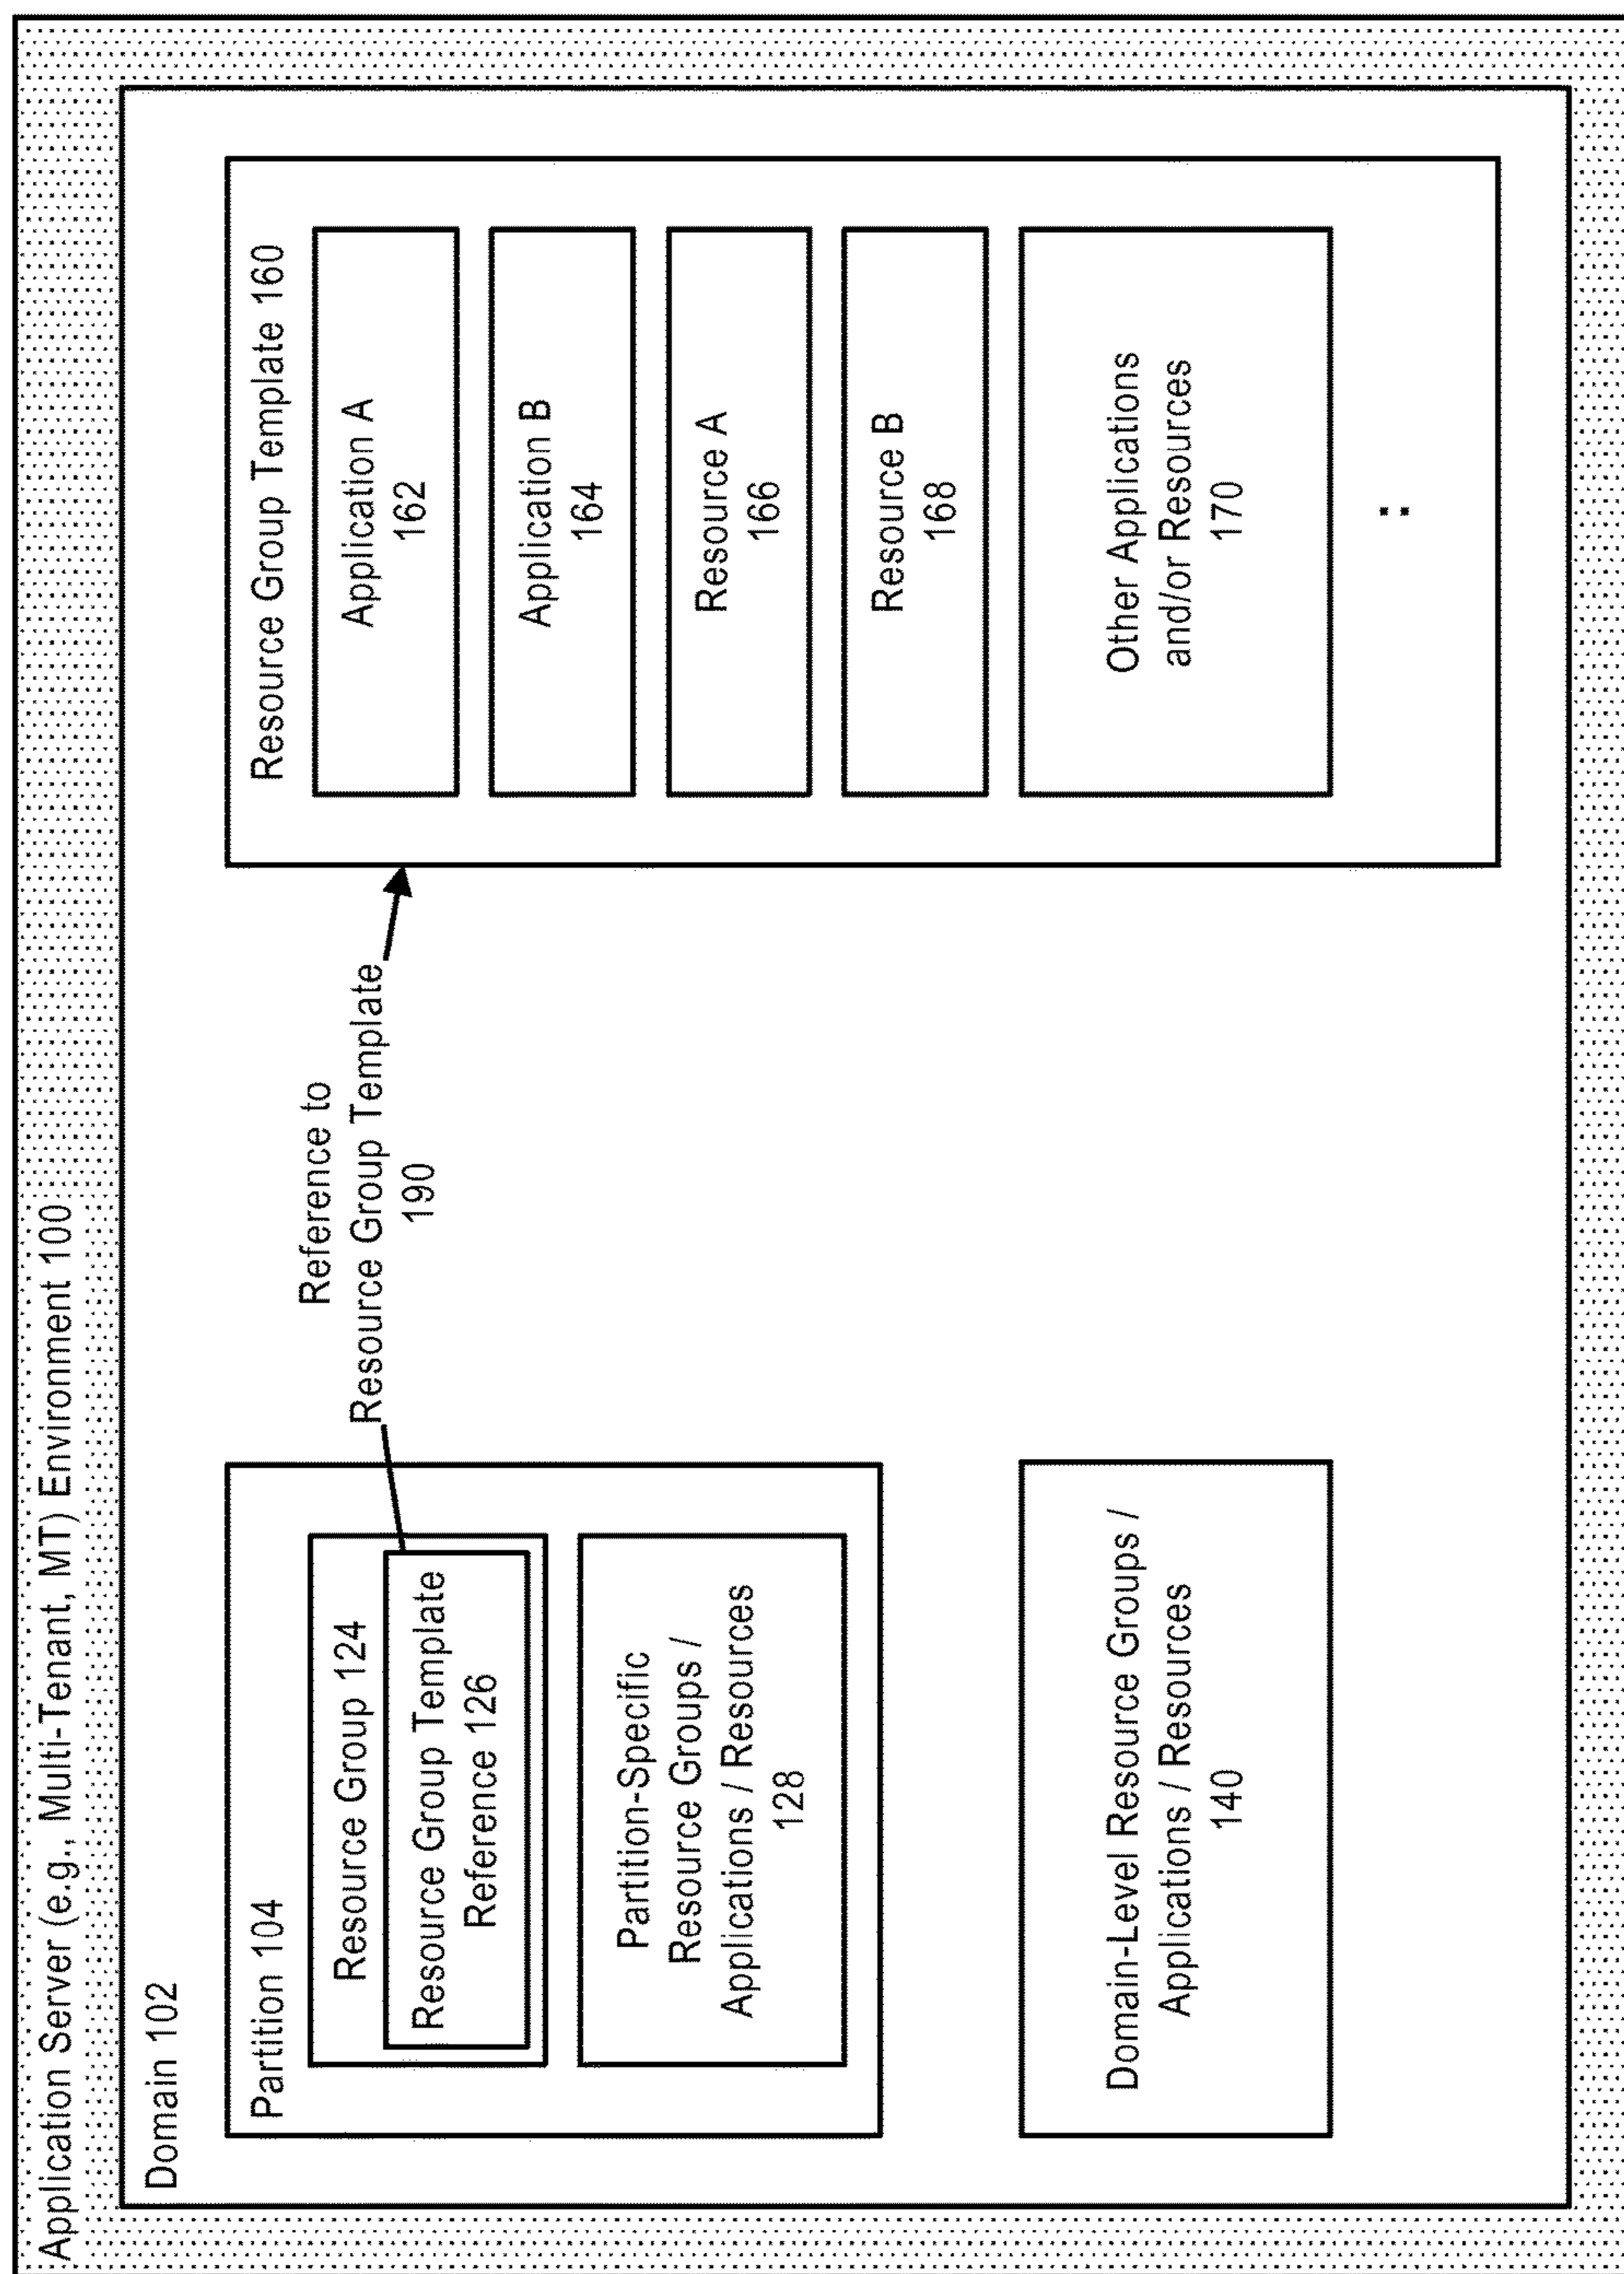 Application Server (e.g., Multi-Tenant, MT) Environment 100
Domain 102
Partition 104
Resource Group 124
Resource Group Template
Reference 126
Partition-Specific
Resource Groups /
Applications / Resources
128
Domain-Level Resource Groups /
Applications / Resources
140
Reference to
Resource Group Template
190
Resource Group Template 160
Application A
162
Application B
164
Resource A
166
Resource B
168
Other Applications
and/or Resources
170